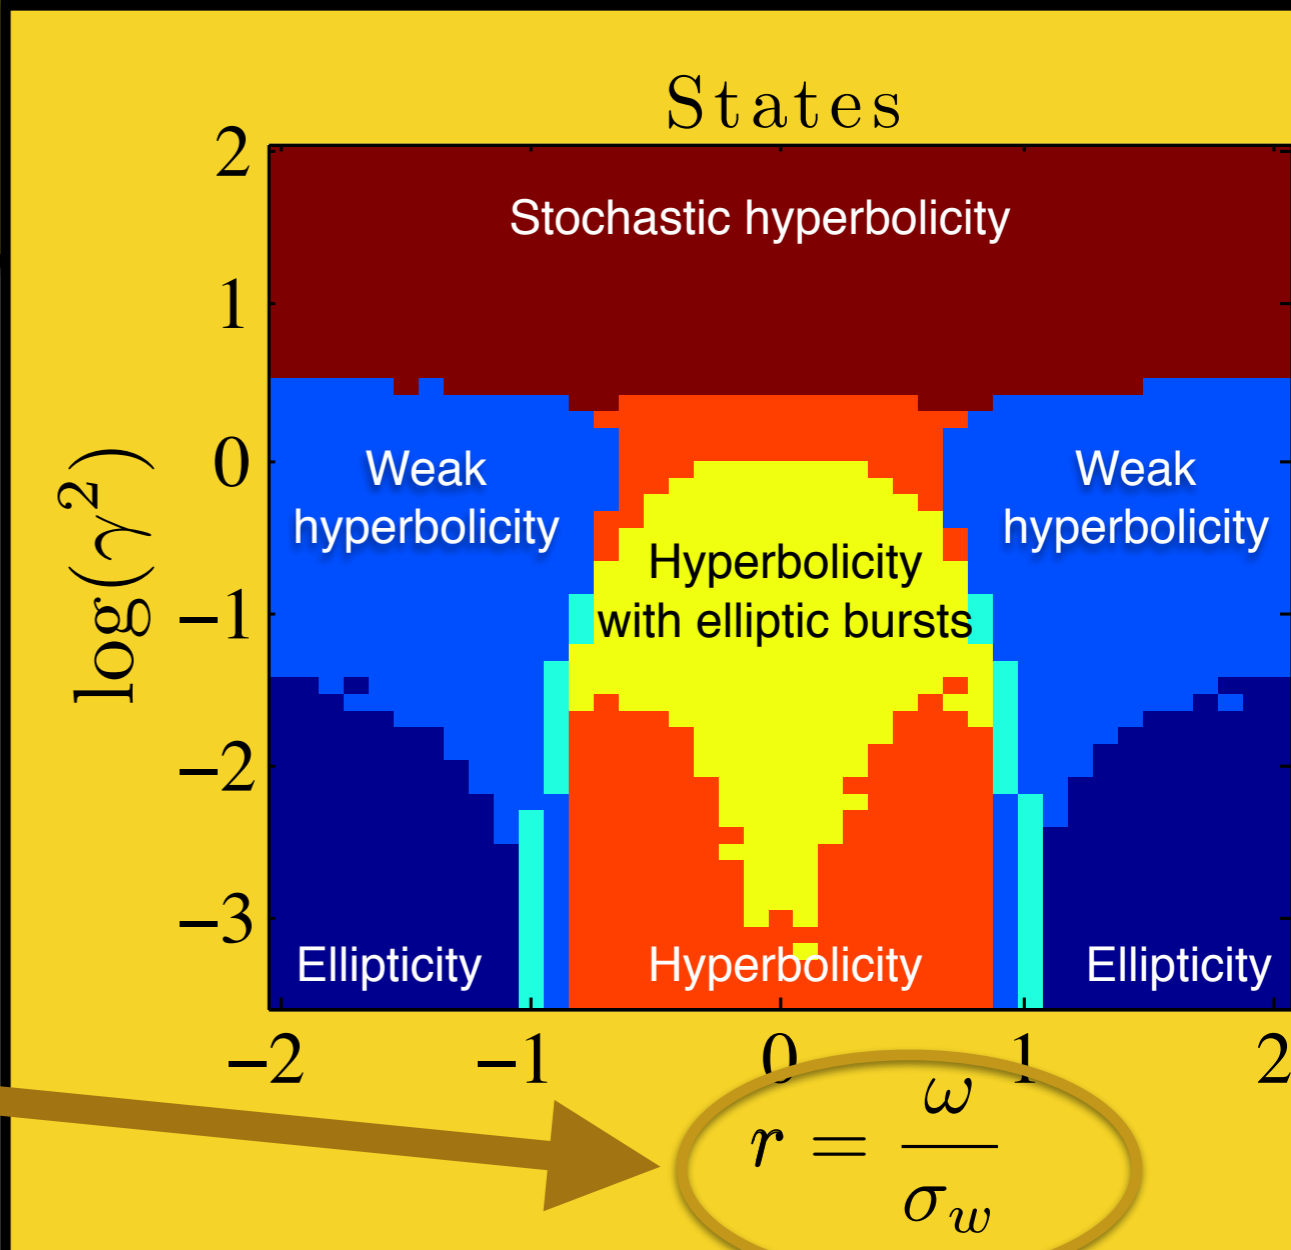 States
2
1
0
−1
−2
−3
log(γ²)
Stochastic hyperbolicity
Weak
hyperbolicity
Weak
hyperbolicity
Hyperbolicity
with elliptic bursts
Ellipticity
Hyperbolicity
Ellipticity
−2 −1 0 1 2
r = ω / σ_w